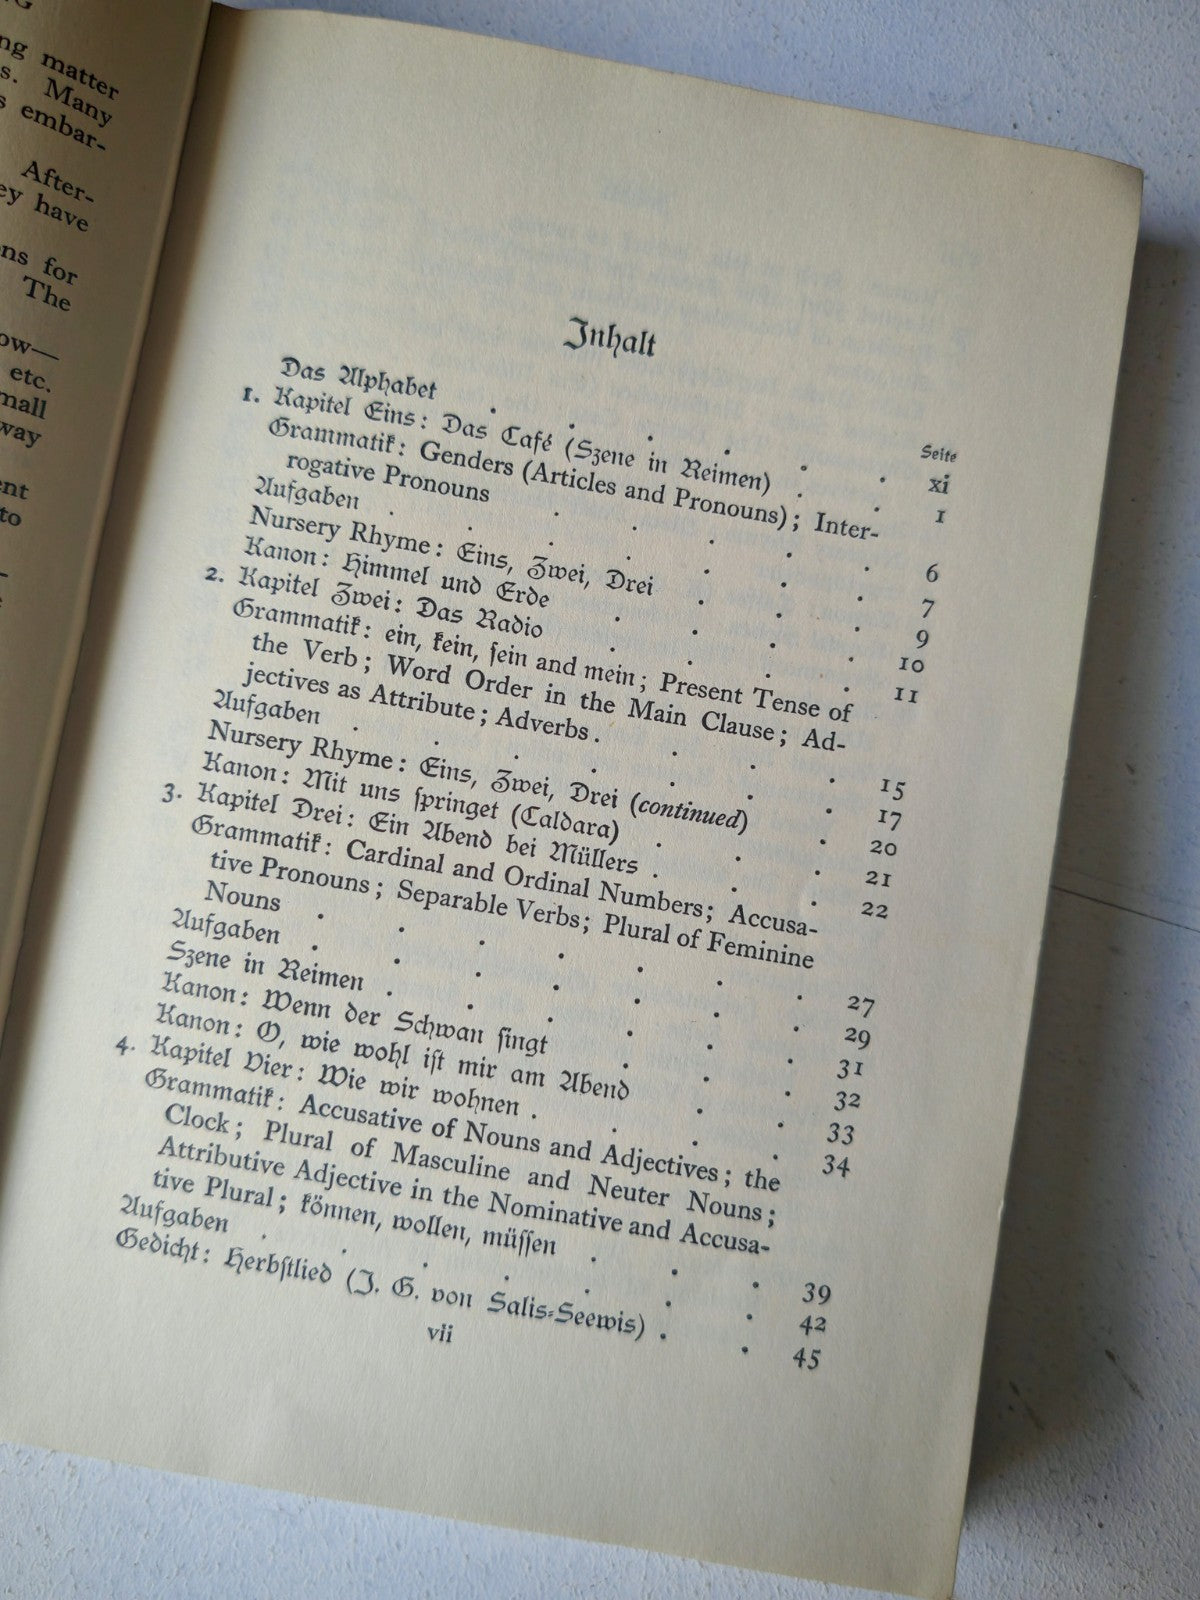 NG
ng matter
s. Many
s embar-
After-
ey have
ns for
The
ow—
etc.
mall
way
ent
to
Inhalt
Seite
Das Alphabet . . . . . . xi
1. Kapitel Eins: Das Café (Szene in Reimen) . . 1
Grammatik: Genders (Articles and Pronouns); Inter-
rogative Pronouns . . . . . 6
Aufgaben . . . . . . . 7
Nursery Rhyme: Eins, Zwei, Drei . . . 9
Kanon: Himmel und Erde . . . . 10
2. Kapitel Zwei: Das Radio . . . . 11
Grammatik: ein, kein, sein and mein; Present Tense of
the Verb; Word Order in the Main Clause; Ad-
jectives as Attribute; Adverbs . . . . 15
Aufgaben . . . . . . . 17
Nursery Rhyme: Eins, Zwei, Drei (continued) . 20
Kanon: Mit uns springet (Caldara) . . . 21
3. Kapitel Drei: Ein Abend bei Müllers . . . 22
Grammatik: Cardinal and Ordinal Numbers; Accusa-
tive Pronouns; Separable Verbs; Plural of Feminine
Nouns . . . . . . . 27
Aufgaben . . . . . . . 29
Szene in Reimen . . . . . . 31
Kanon: Wenn der Schwan singt . . . 32
Kanon: O, wie wohl ist mir am Abend . . 33
4. Kapitel Vier: Wie wir wohnen . . . . 34
Grammatik: Accusative of Nouns and Adjectives; the
Clock; Plural of Masculine and Neuter Nouns;
Attributive Adjective in the Nominative and Accusa-
tive Plural; können, wollen, müssen . . . 39
Aufgaben . . . . . . . 42
Gedicht: Herbstlied (J. G. von Salis-Seewis) . . 45
vii